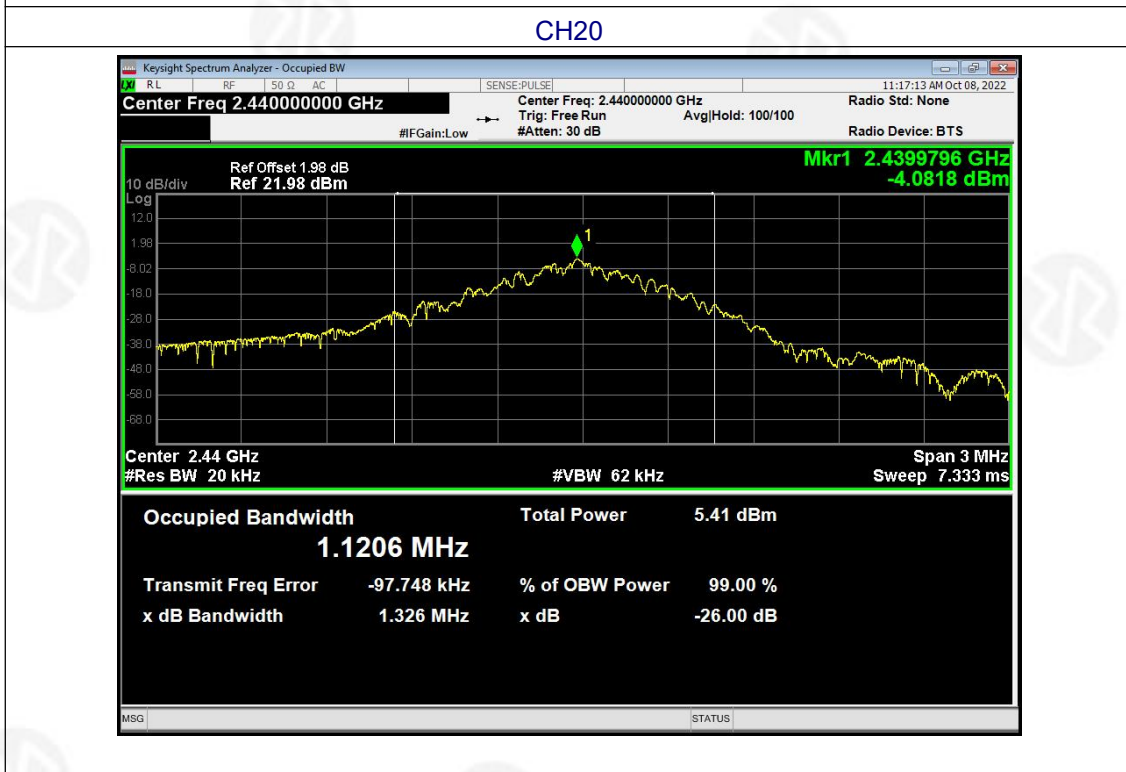 CH20
Keysight Spectrum Analyzer - Occupied BW
LXI RL RF 50 Ω AC SENSE:PULSE 11:17:13 AM Oct 08, 2022
Center Freq 2.440000000 GHz Center Freq: 2.440000000 GHz Radio Std: None
Trig: Free Run Avg|Hold: 100/100
#IFGain:Low #Atten: 30 dB Radio Device: BTS
Ref Offset 1.98 dB Mkr1 2.4399796 GHz
10 dB/div Ref 21.98 dBm -4.0818 dBm
Log
12.0
1
1.98
-8.02
-18.0
-28.0
-38.0
-48.0
-58.0
-68.0
Center 2.44 GHz Span 3 MHz
#Res BW 20 kHz #VBW 62 kHz Sweep 7.333 ms
Occupied Bandwidth Total Power 5.41 dBm
1.1206 MHz
Transmit Freq Error -97.748 kHz % of OBW Power 99.00 %
x dB Bandwidth 1.326 MHz x dB -26.00 dB
MSG STATUS